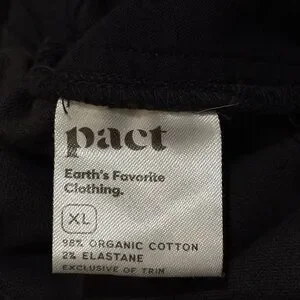 pact
Earth's Favorite
Clothing.
XL
98% ORGANIC COTTON
2% ELASTANE
EXCLUSIVE OF TRIM